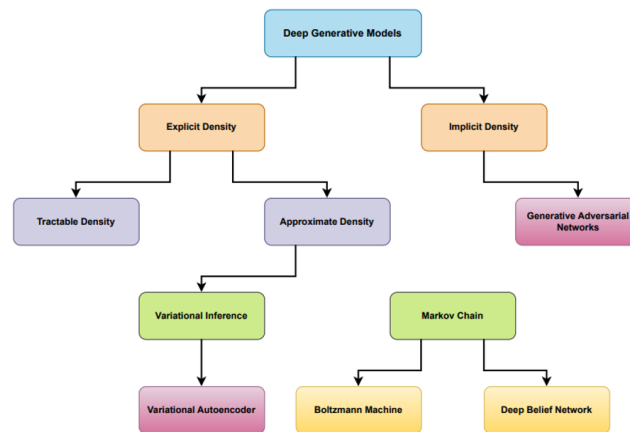 Deep Generative Models
Explicit Density
Implicit Density
Tractable Density
Approximate Density
Generative Adversarial
Networks
Variational Inference
Markov Chain
Variational Autoencoder
Boltzmann Machine
Deep Belief Network